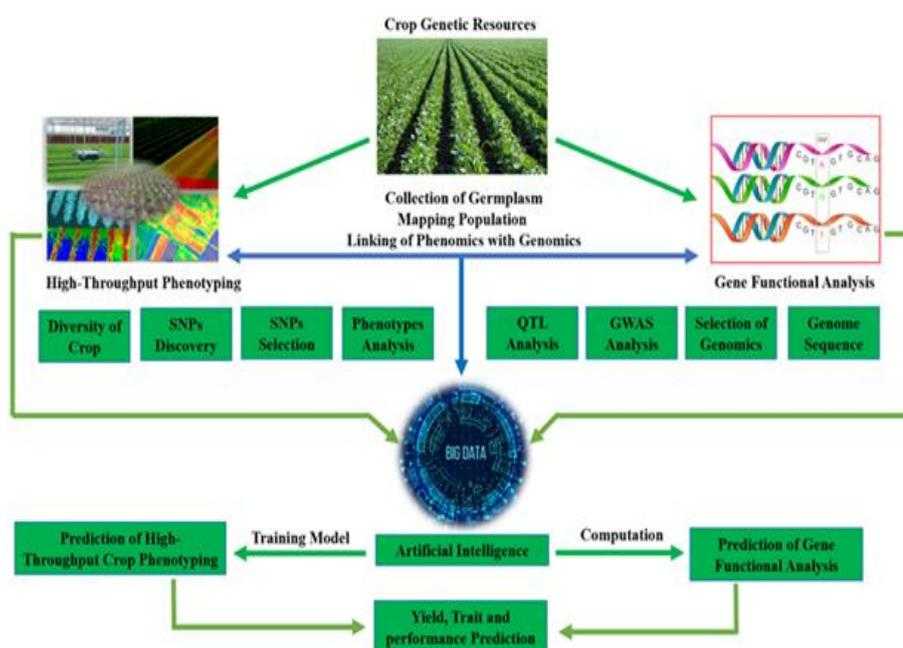 Crop Genetic Resources
Collection of Germplasm
Mapping Population
Linking of Phenomics with Genomics
High-Throughput Phenotyping
Gene Functional Analysis
Diversity of
Crop
SNPs
Discovery
SNPs
Selection
Phenotypes
Analysis
QTL
Analysis
GWAS
Analysis
Selection of
Genomics
Genome
Sequence
BIG DATA
Prediction of High-
Throughput Crop Phenotyping
Training Model
Artificial Intelligence
Computation
Prediction of Gene
Functional Analysis
Yield, Trait and
performance Prediction